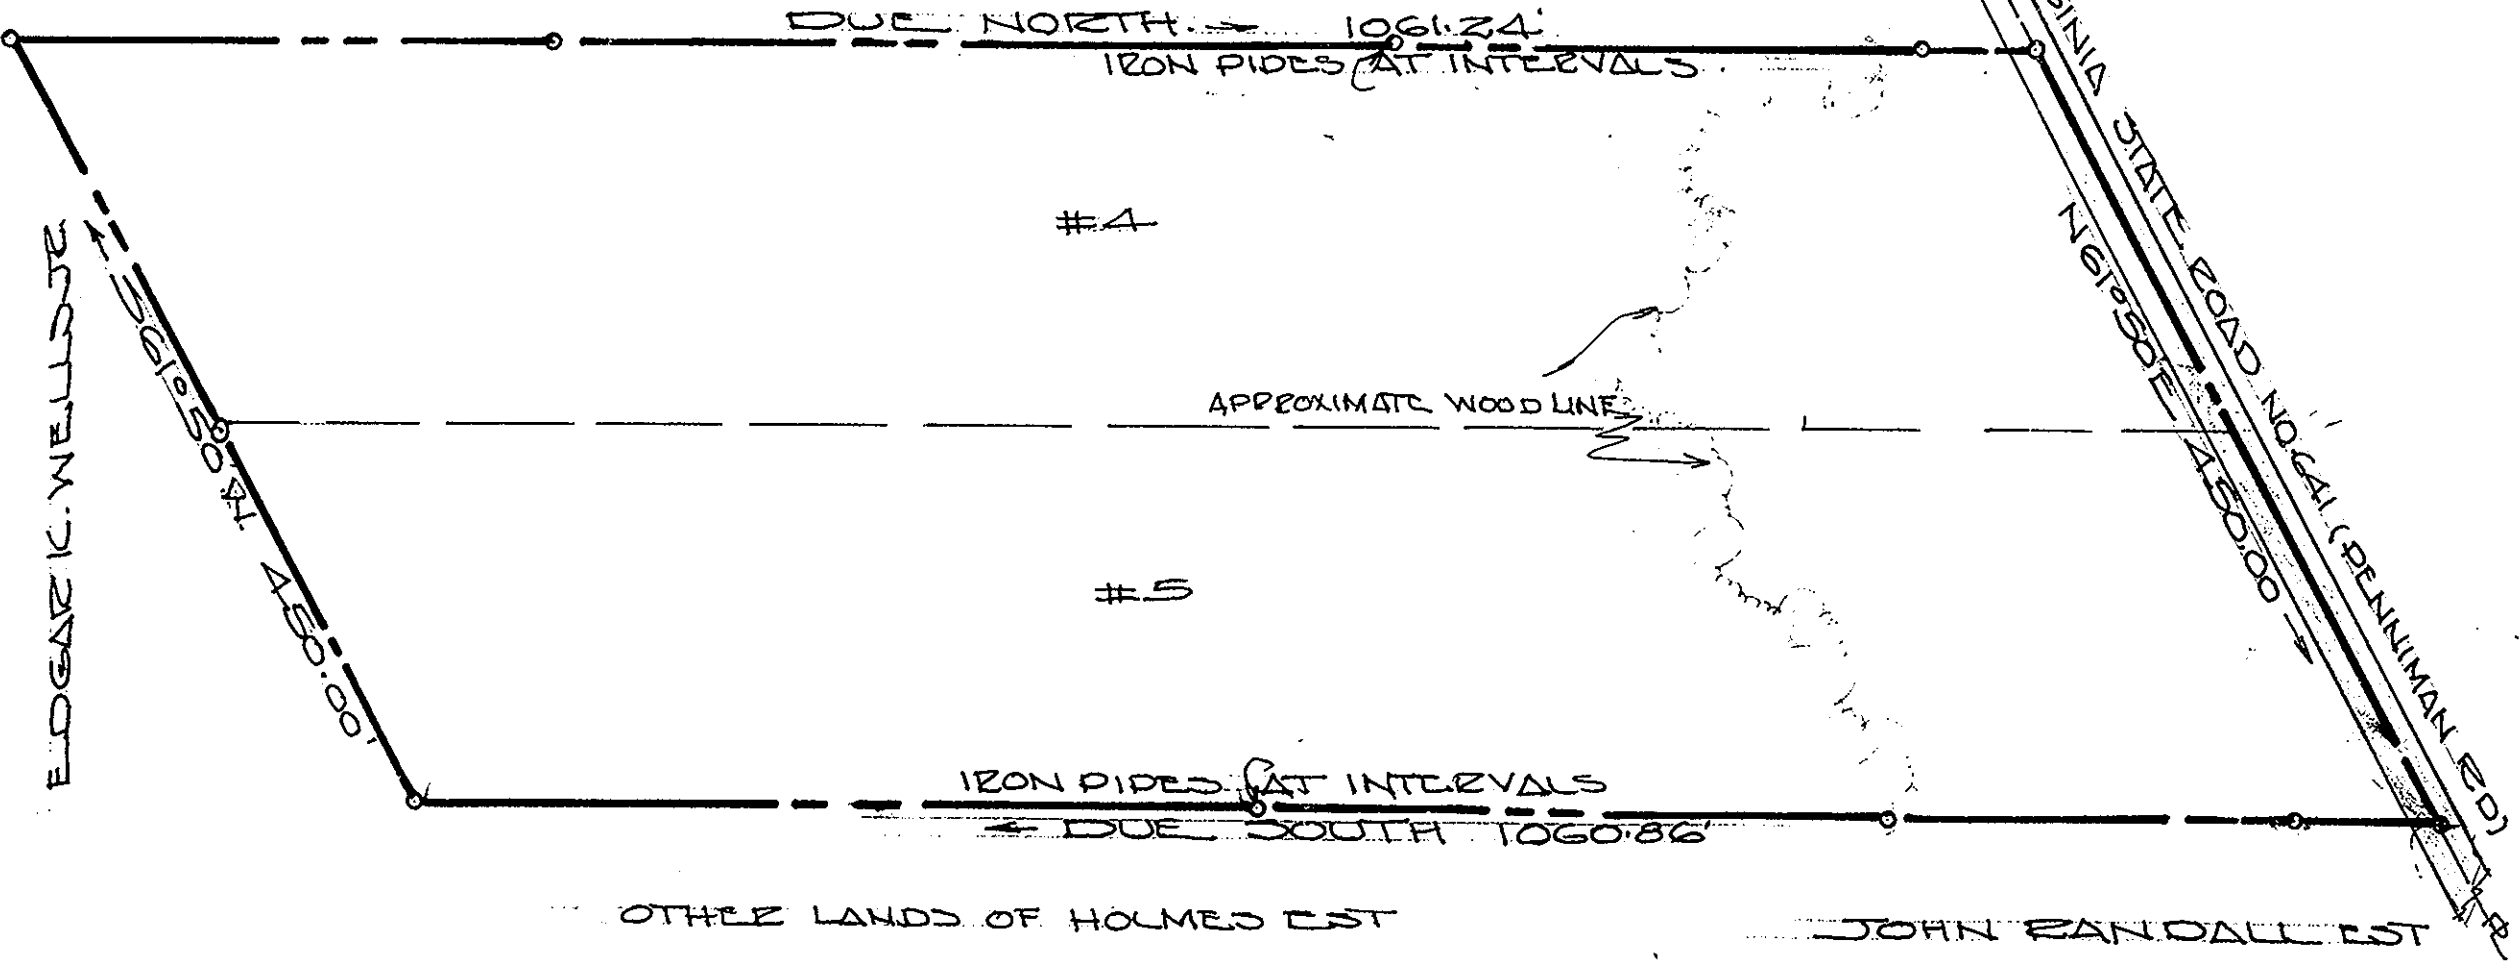 DUE NORTH → 1061.24'
IRON PIPES AT INTERVALS
#4
APPROXIMATE WOOD LINE
#5
EDGAR K. WELLS JR
S 61° 50' W 450.00'
STATE ROAD NO. 641 (PENNIMAN RD)
N 61° 50' E 450.00 →
IRON PIPES AT INTERVALS
← DUE SOUTH 1060.86'
OTHER LANDS OF HOLMES EST
JOHN RANDALL EST